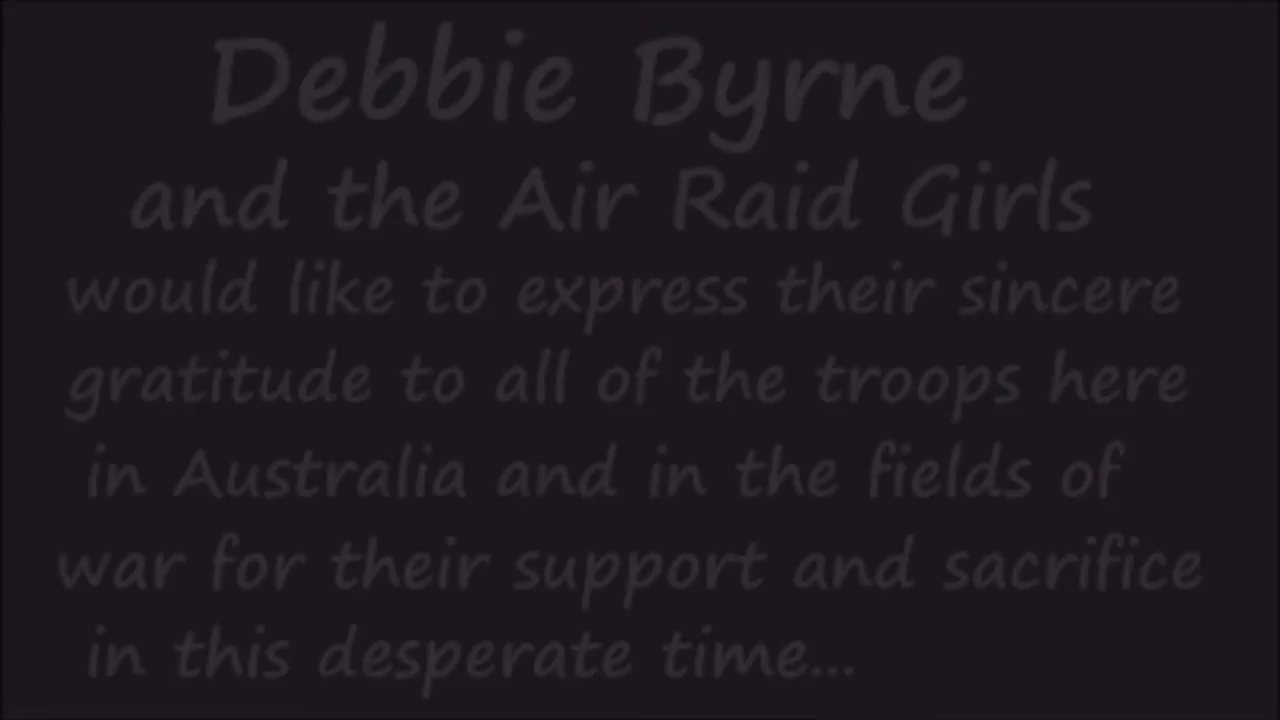 Debbie Byrne
and the Air Raid Girls
would like to express their sincere
gratitude to all of the troops here
in Australia and in the fields of
war for their support and sacrifice
in this desperate time...